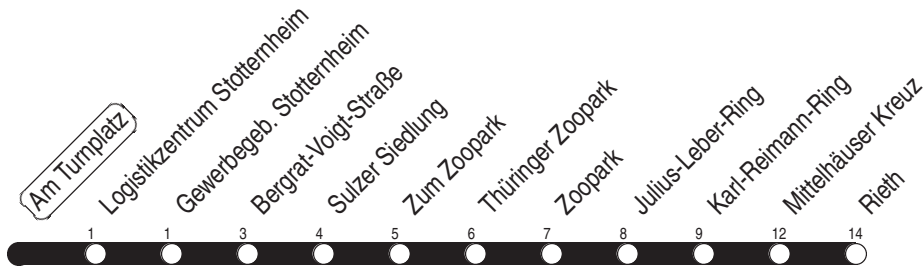 Am Turnplatz
Logistikzentrum Stotternheim
Gewerbegeb. Stotternheim
Bergrat-Voigt-Straße
Sulzer Siedlung
Zum Zoopark
Thüringer Zoopark
Zoopark
Julius-Leber-Ring
Karl-Reimann-Ring
Mittelhäuser Kreuz
Rieth
1 1 3 4 5 6 7 8 9 12 14